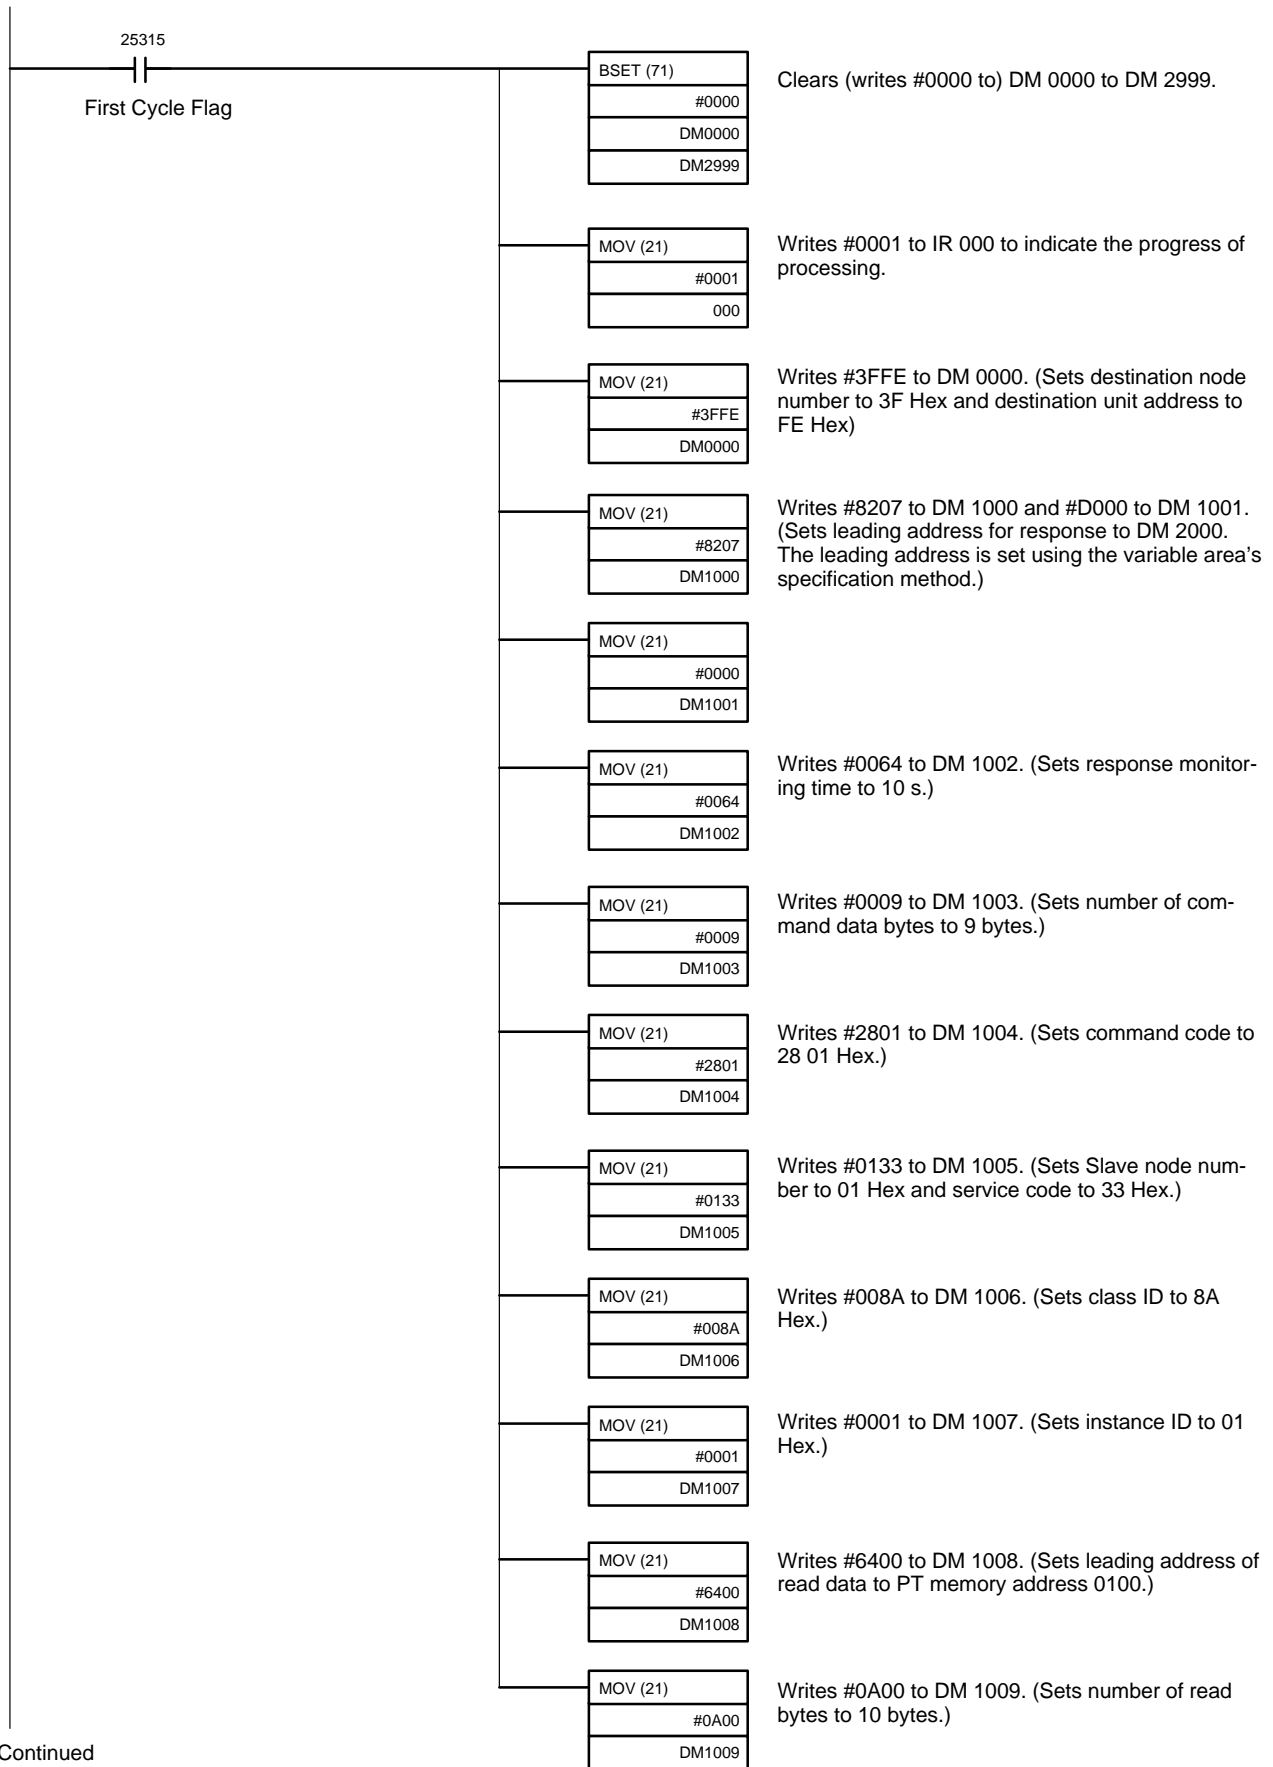 25315
First Cycle Flag
BSET (71)
#0000
DM0000
DM2999
Clears (writes #0000 to) DM 0000 to DM 2999.
MOV (21)
#0001
000
Writes #0001 to IR 000 to indicate the progress of
processing.
MOV (21)
#3FFE
DM0000
Writes #3FFE to DM 0000. (Sets destination node
number to 3F Hex and destination unit address to
FE Hex)
MOV (21)
#8207
DM1000
Writes #8207 to DM 1000 and #D000 to DM 1001.
(Sets leading address for response to DM 2000.
The leading address is set using the variable area’s
specification method.)
MOV (21)
#0000
DM1001
MOV (21)
#0064
DM1002
Writes #0064 to DM 1002. (Sets response monitor-
ing time to 10 s.)
MOV (21)
#0009
DM1003
Writes #0009 to DM 1003. (Sets number of com-
mand data bytes to 9 bytes.)
MOV (21)
#2801
DM1004
Writes #2801 to DM 1004. (Sets command code to
28 01 Hex.)
MOV (21)
#0133
DM1005
Writes #0133 to DM 1005. (Sets Slave node num-
ber to 01 Hex and service code to 33 Hex.)
MOV (21)
#008A
DM1006
Writes #008A to DM 1006. (Sets class ID to 8A
Hex.)
MOV (21)
#0001
DM1007
Writes #0001 to DM 1007. (Sets instance ID to 01
Hex.)
MOV (21)
#6400
DM1008
Writes #6400 to DM 1008. (Sets leading address of
read data to PT memory address 0100.)
MOV (21)
#0A00
DM1009
Writes #0A00 to DM 1009. (Sets number of read
bytes to 10 bytes.)
Continued